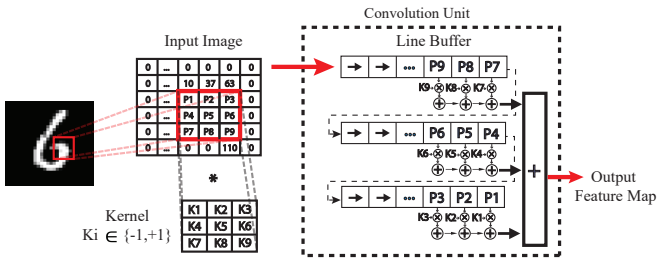 Convolution Unit
Input Image
Line Buffer
0 ... 0 0 0 0
0 ... 10 37 63 0
0 ... P1 P2 P3 0
0 ... P4 P5 P6 0
0 ... P7 P8 P9 0
0 ... 0 0 110 0
*
Kernel
Ki ∈ {-1,+1}
K1 K2 K3
K4 K5 K6
K7 K8 K9
→ → ... P9 P8 P7
K9 K8 K7
→ → ... P6 P5 P4
K6 K5 K4
→ → ... P3 P2 P1
K3 K2 K1
+
Output
Feature Map